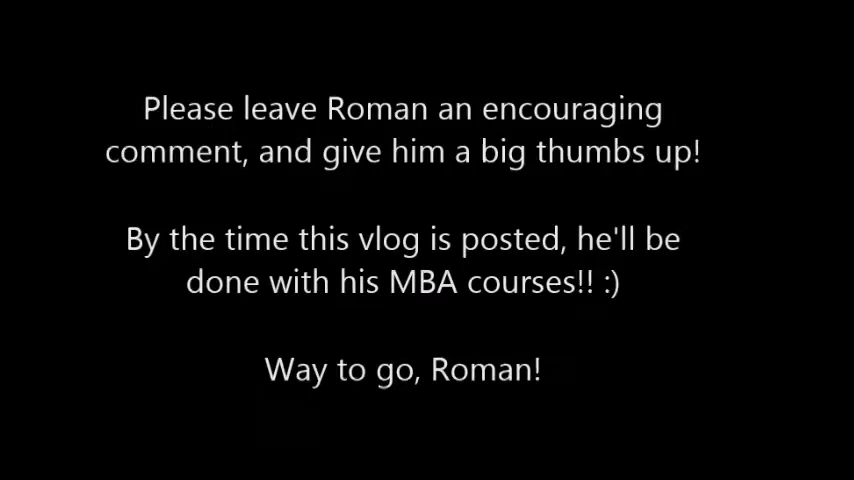 Please leave Roman an encouraging
comment, and give him a big thumbs up!
By the time this vlog is posted, he'll be
done with his MBA courses!! :)
Way to go, Roman!